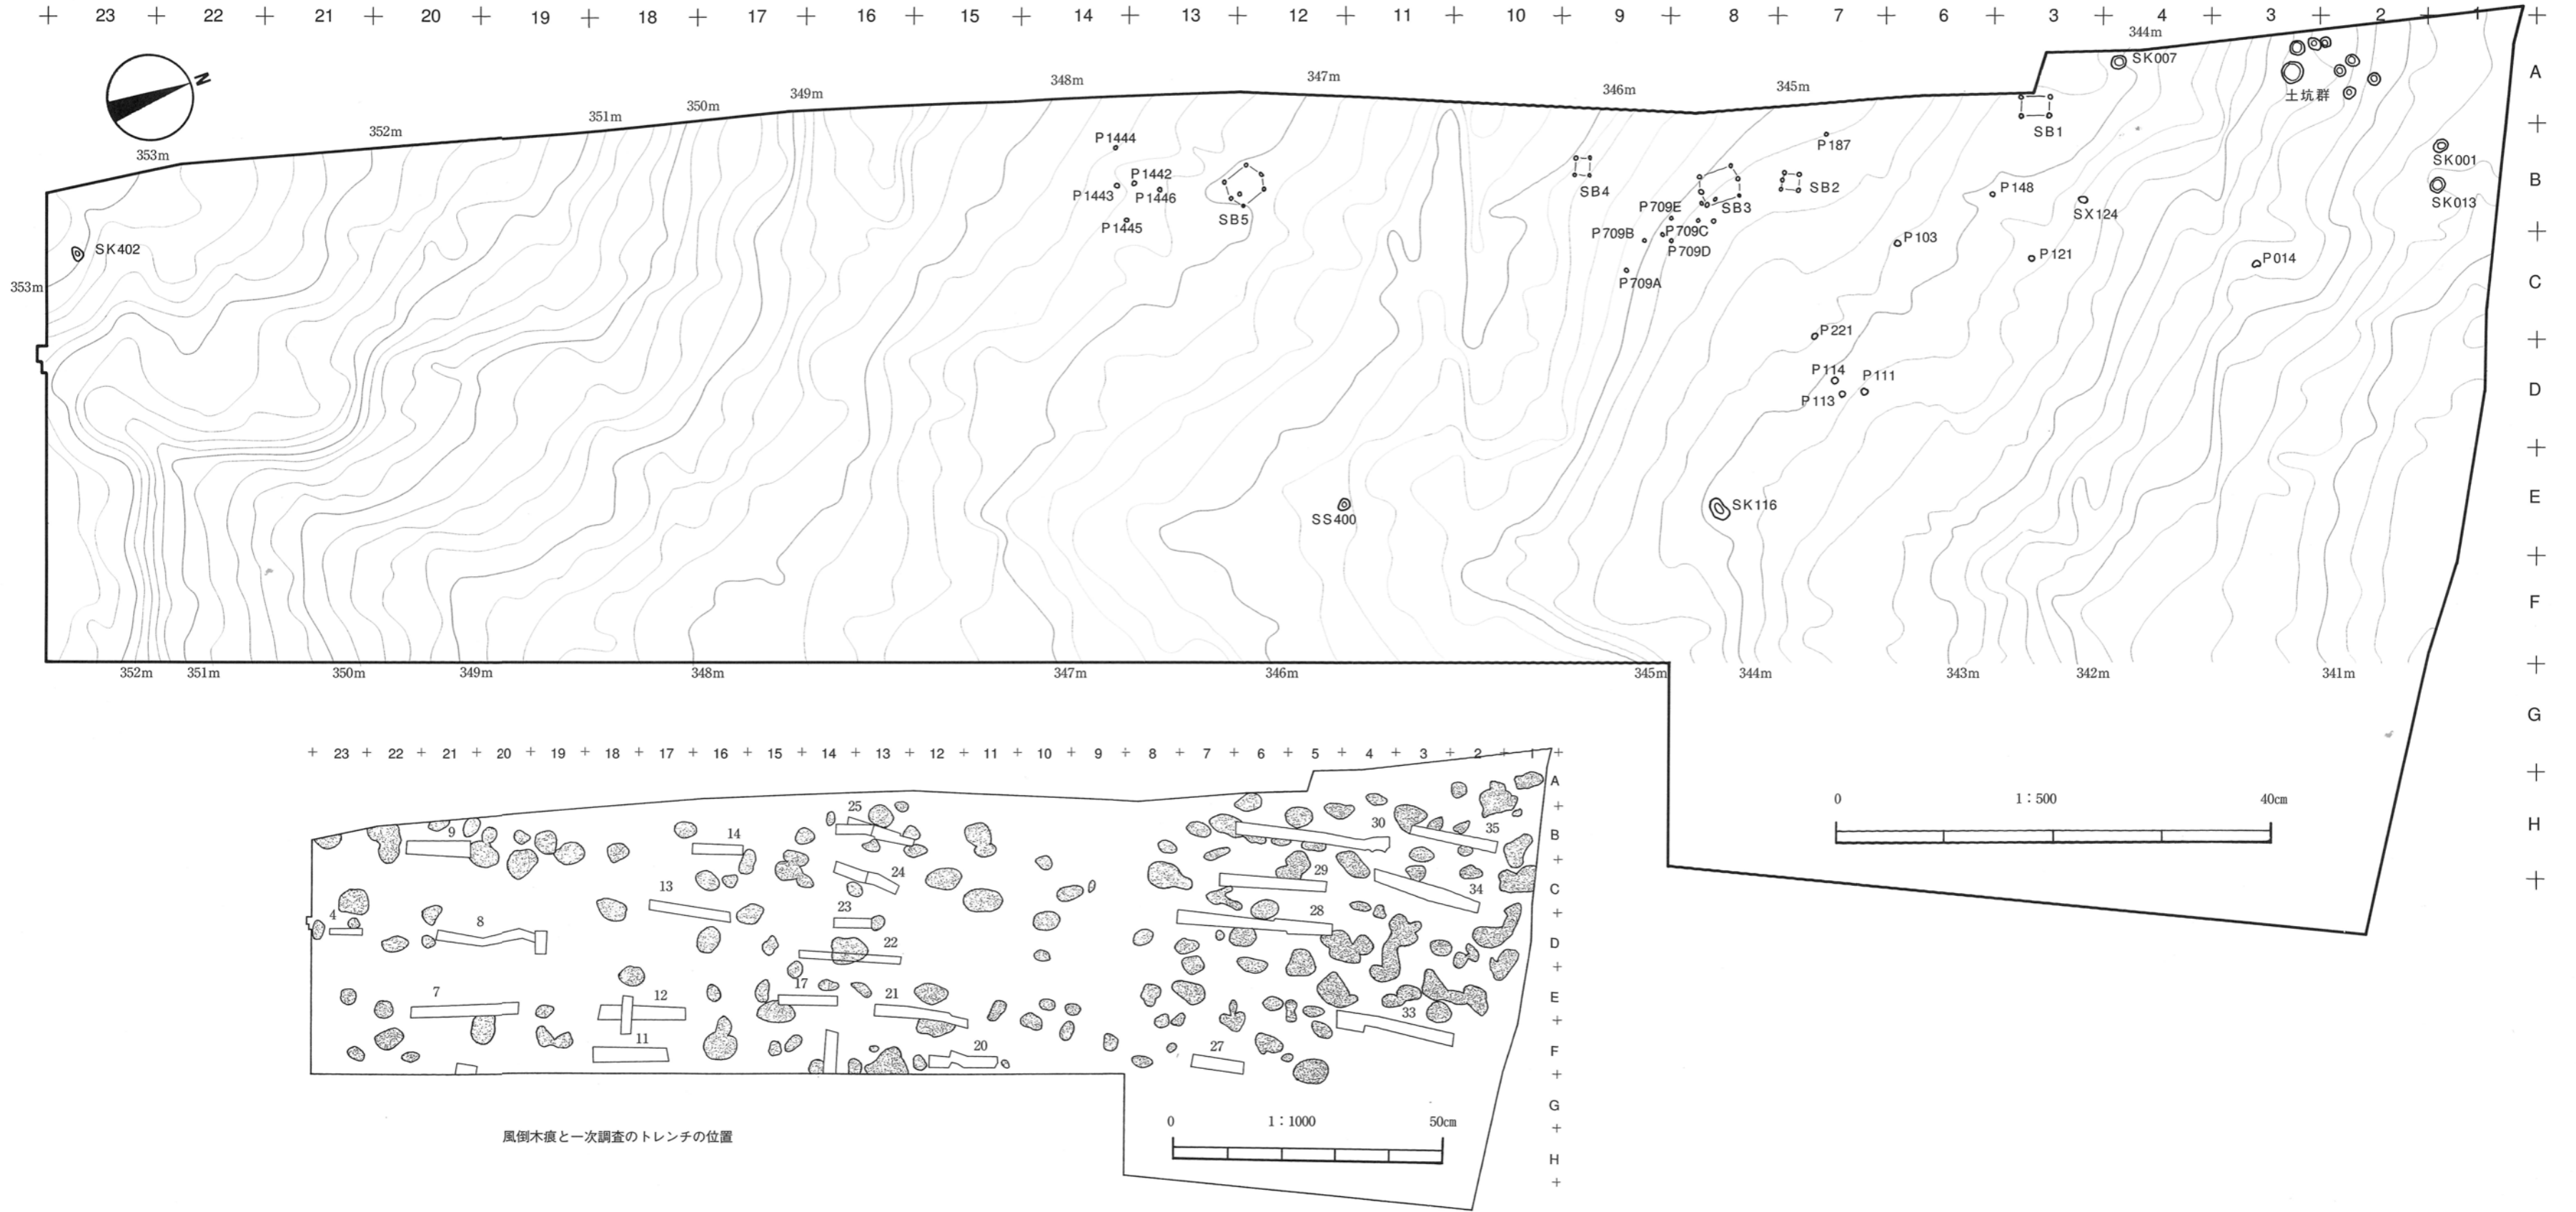 23 22 21 20 19 18 17 16 15 14 13 12 11 10 9 8 7 6 3 4 3 2 1
344m
SK007
A
N
348m
347m
346m
345m
349m
350m
351m
352m
353m
土坑群
SB1
P1444
P187
SK001
P1442
P1443
P1446
SB5
SB4
SB2
P148
B
SK013
P709E
SB3
SX124
P1445
P709B
P709C
P709D
P103
SK402
P121
P014
353m
P709A
C
P221
P114
P111
P113
D
SS400
SK116
E
F
352m 351m 350m 349m 348m 347m 346m 345m 344m 343m 342m 341m
G
23 22 21 20 19 18 17 16 15 14 13 12 11 10 9 8 7 6 5 4 3 2 1
A
0 1:500 40㎝
H
25
30
35
9
14
B
29
24
34
13
C
4
8
23
28
22
D
7
12
17
21
E
33
11
20
27
F
G
0 1:1000 50㎝
風倒木痕と一次調査のトレンチの位置
H